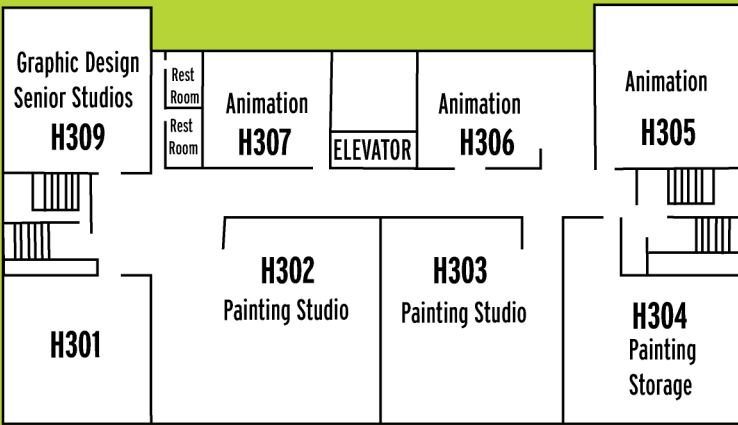 Graphic Design
Senior Studios
H309
Rest
Room
Rest
Room
Animation
H307
ELEVATOR
Animation
H306
Animation
H305
H301
H302
Painting Studio
H303
Painting Studio
H304
Painting
Storage